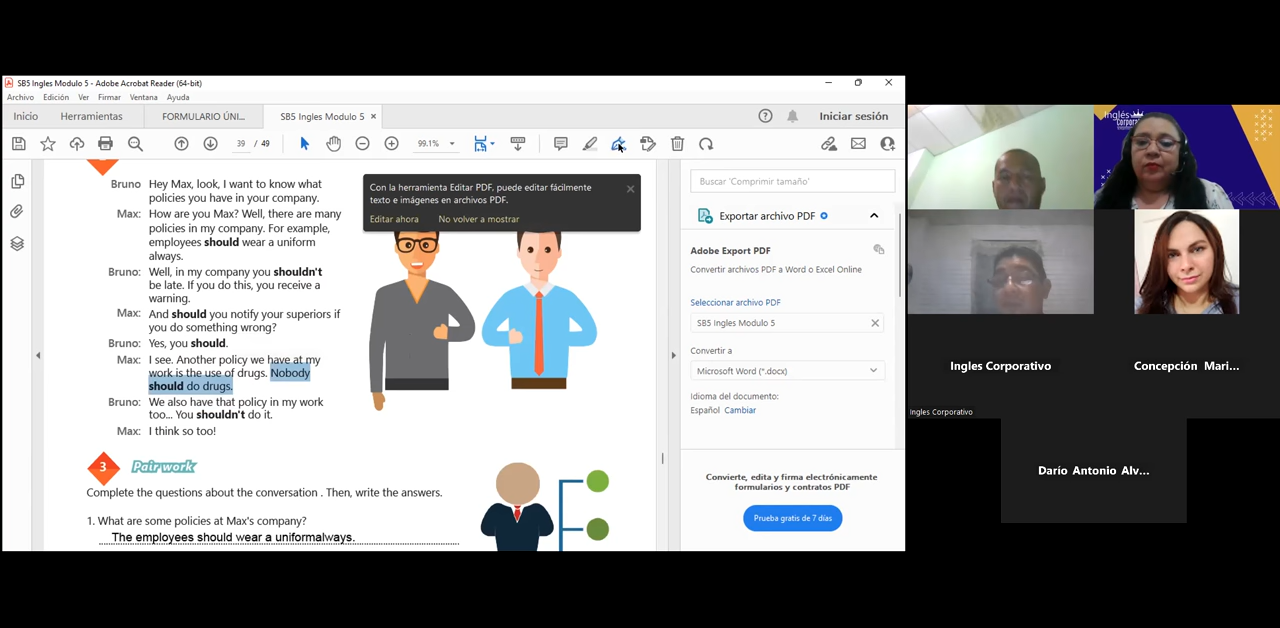 SB5 Ingles Modulo 5 - Adobe Acrobat Reader (64-bit)
Archivo Edición Ver Firmar Ventana Ayuda
Inicio Herramientas FORMULARIO ÚNI... SB5 Ingles Modulo 5 × Iniciar sesión
39 / 49 99.1%
Bruno Hey Max, look, I want to know what
policies you have in your company.
Max: How are you Max? Well, there are many
policies in my company. For example,
employees should wear a uniform
always.
Bruno: Well, in my company you shouldn't
be late. If you do this, you receive a
warning.
Max: And should you notify your superiors if
you do something wrong?
Bruno: Yes, you should.
Max: I see. Another policy we have at my
work is the use of drugs. Nobody
should do drugs.
Bruno: We also have that policy in my work
too... You shouldn't do it.
Max: I think so too!
3 Pair work
Complete the questions about the conversation . Then, write the answers.
1. What are some policies at Max's company?
The employees should wear a uniformalways.
Con la herramienta Editar PDF, puede editar fácilmente
texto e imágenes en archivos PDF.
Editar ahora No volver a mostrar
Buscar 'Comprimir tamaño'
Exportar archivo PDF
Adobe Export PDF
Convertir archivos PDF a Word o Excel Online
Seleccionar archivo PDF
SB5 Ingles Modulo 5
Convertir a
Microsoft Word (*.docx)
Idioma del documento:
Español Cambiar
Convierte, edita y firma electrónicamente
formularios y contratos PDF
Prueba gratis de 7 días
Inglés
Corporativo
Ingles Corporativo
Concepción Mari...
Ingles Corporativo
Darío Antonio Alv...